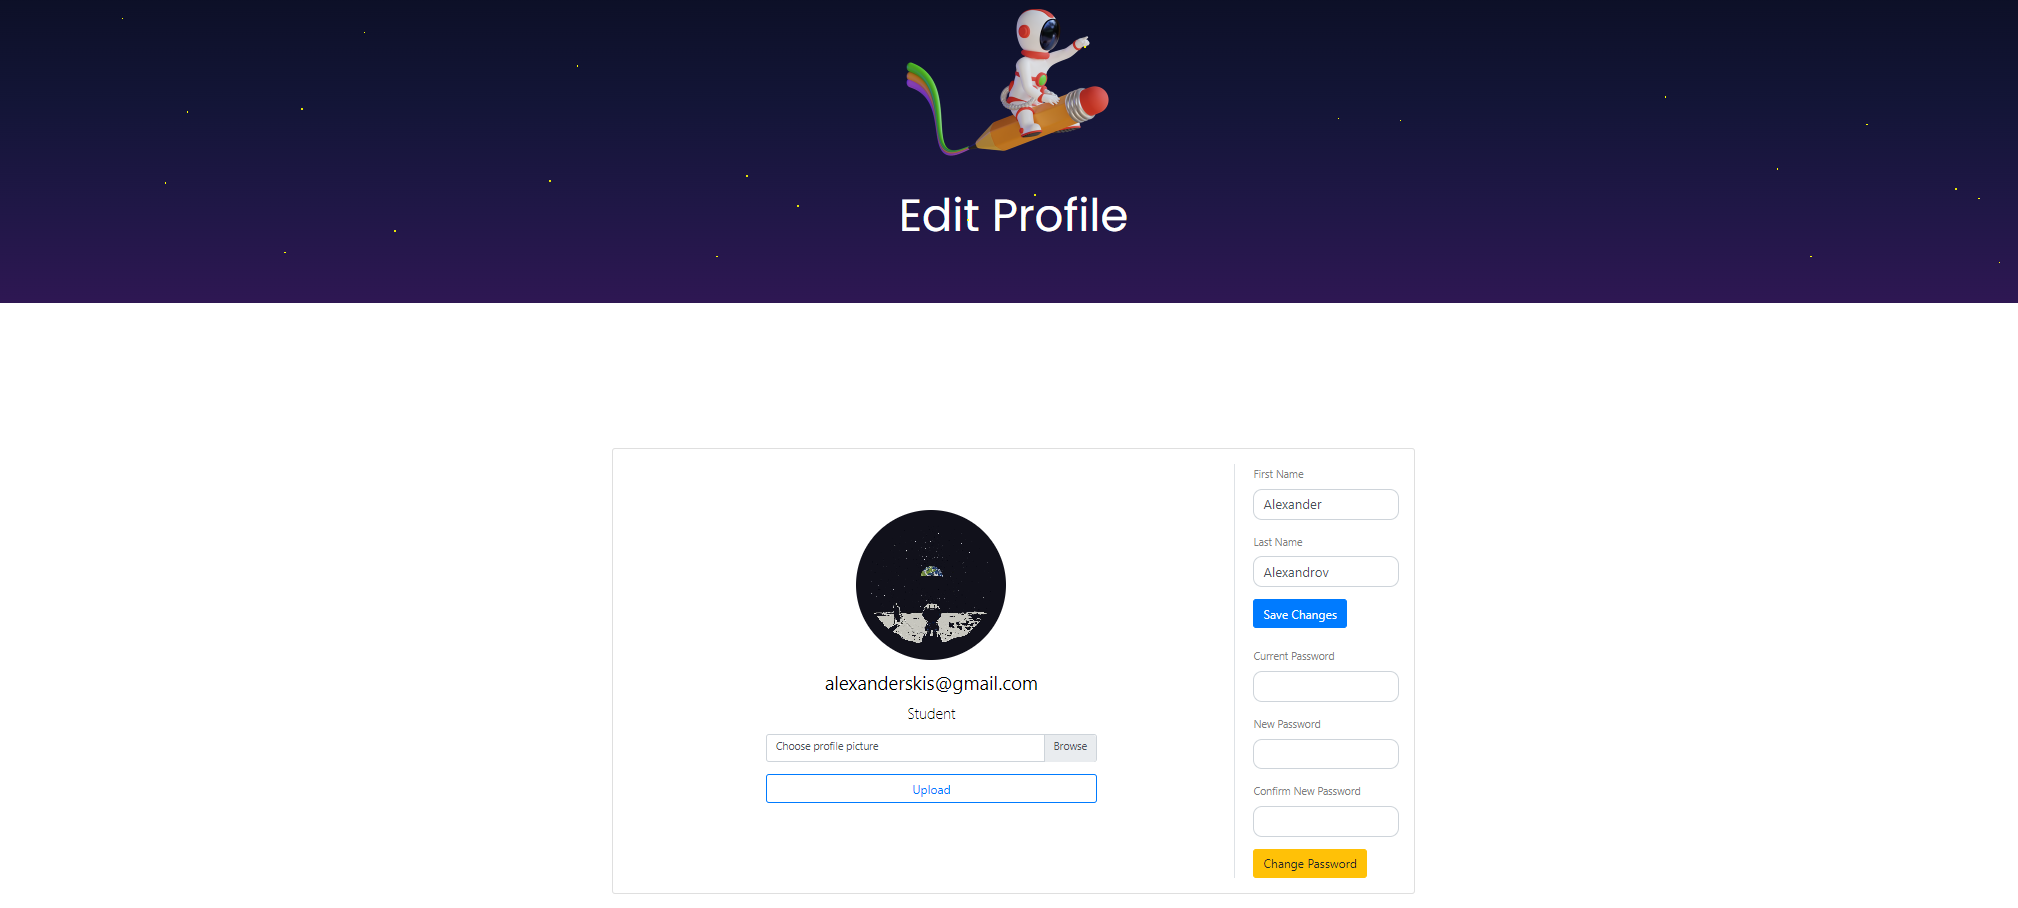 Edit Profile
alexanderskis@gmail.com
Student
Choose profile picture
Browse
Upload
First Name
Alexander
Last Name
Alexandrov
Save Changes
Current Password
New Password
Confirm New Password
Change Password